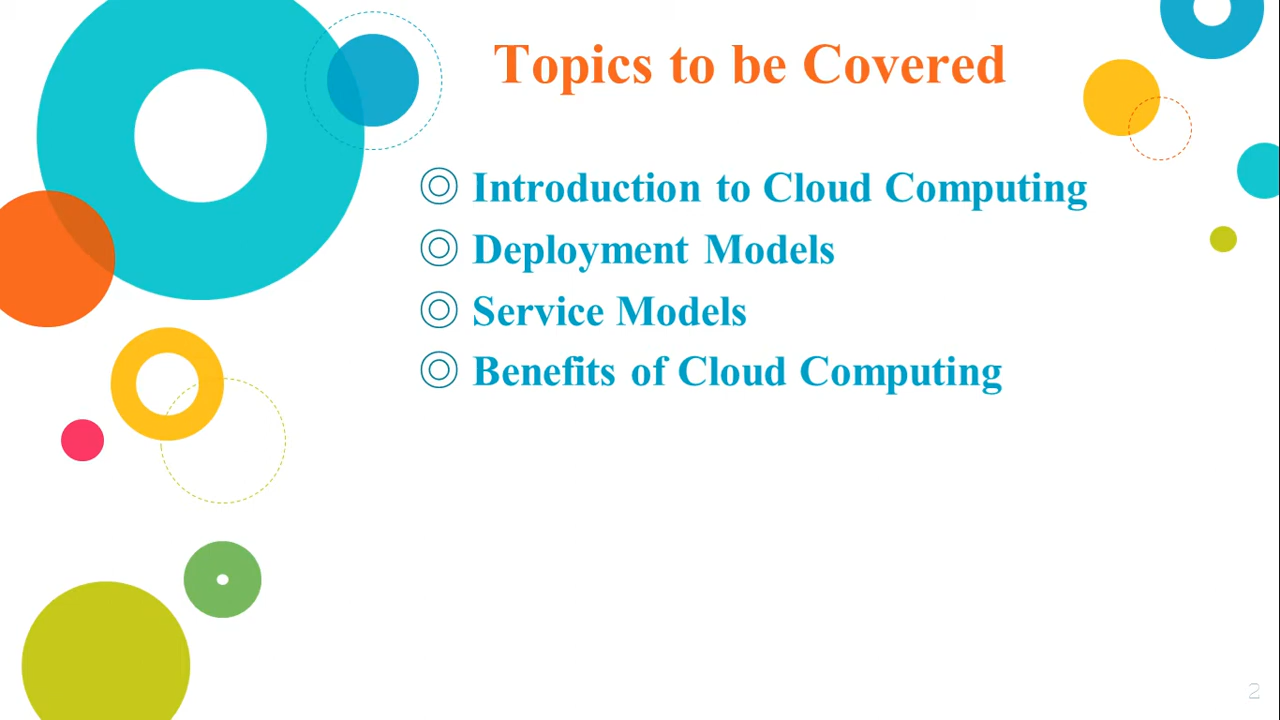 Topics to be Covered
◎ Introduction to Cloud Computing
◎ Deployment Models
◎ Service Models
◎ Benefits of Cloud Computing
2